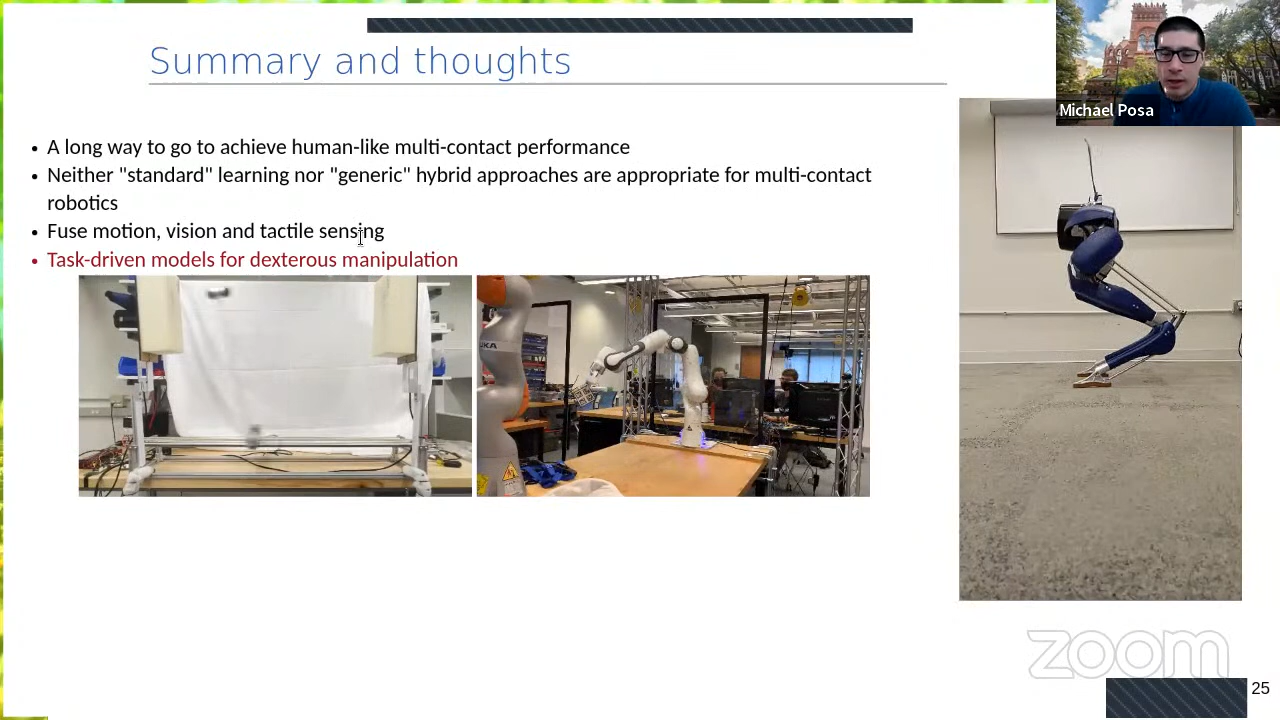 Summary and thoughts
Michael Posa
• A long way to go to achieve human-like multi-contact performance
• Neither "standard" learning nor "generic" hybrid approaches are appropriate for multi-contact
robotics
• Fuse motion, vision and tactile sensing
• Task-driven models for dexterous manipulation
UKA
zoom
25